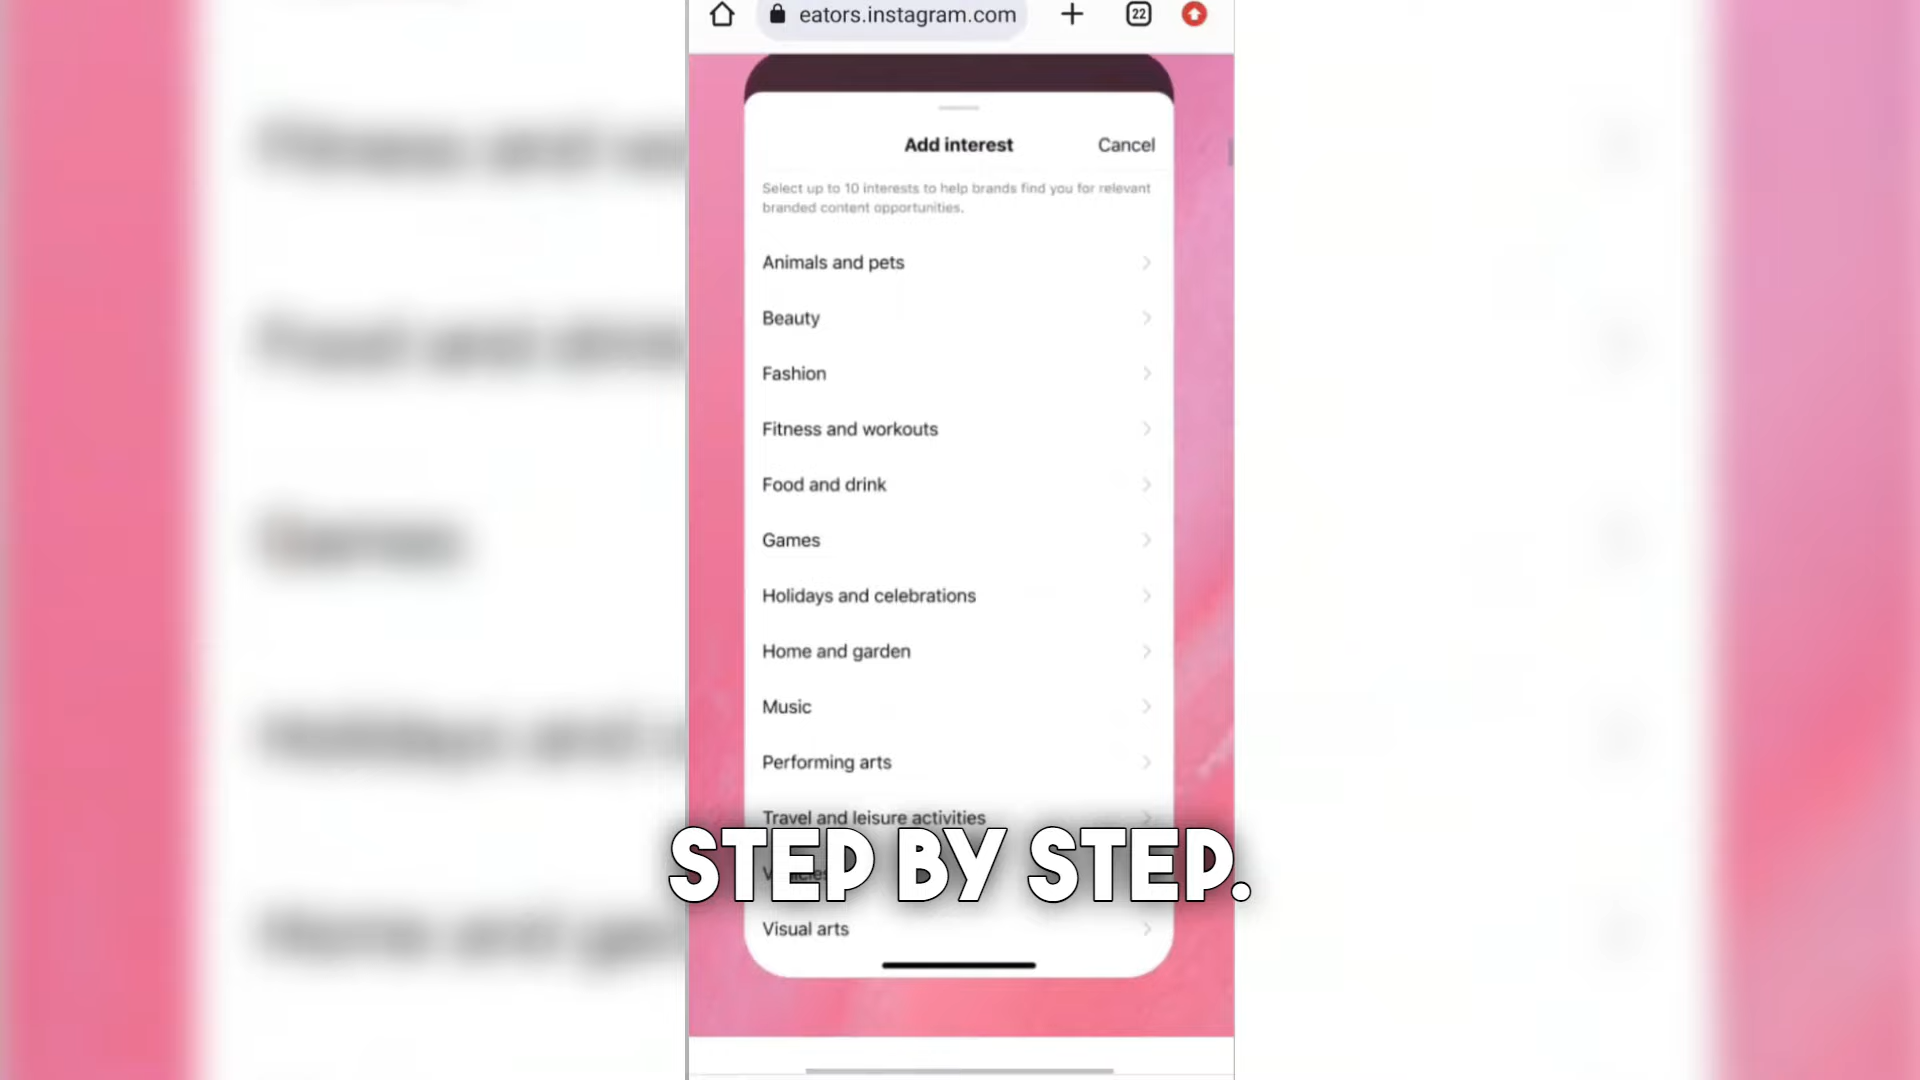 eators.instagram.com
22
Add interest
Cancel
Select up to 10 interests to help brands find you for relevant
branded content opportunities.
Animals and pets
Beauty
Fashion
Fitness and workouts
Food and drink
Games
Holidays and celebrations
Home and garden
Music
Performing arts
Travel and leisure activities
STEP BY STEP.
Vehicles
Visual arts